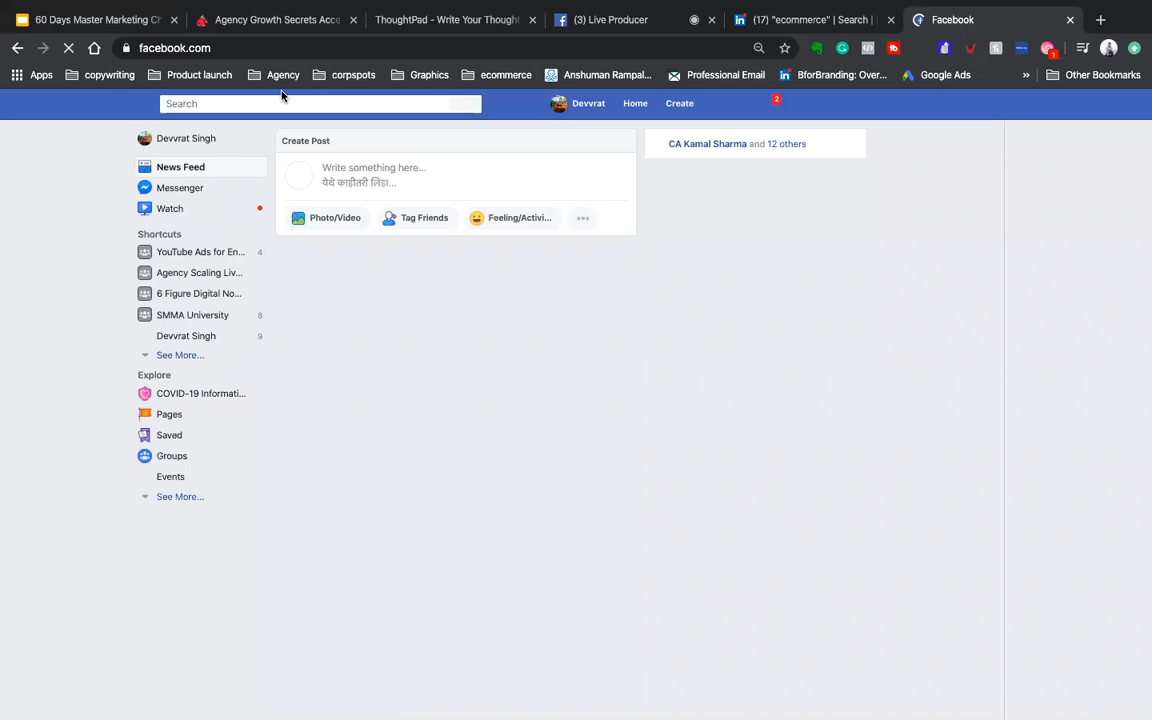 60 Days Master Marketing Ch
Agency Growth Secrets Acce
ThoughtPad - Write Your Thought
(3) Live Producer
(17) "ecommerce" | Search |
Facebook
facebook.com
1
Apps
copywriting
Product launch
Agency
corpspots
Graphics
ecommerce
Anshuman Rampal...
Professional Email
BforBranding: Over...
Google Ads
»
Other Bookmarks
Search
Devvrat
Home
Create
2
Devvrat Singh
News Feed
Messenger
Watch
Shortcuts
YouTube Ads for En... 4
Agency Scaling Liv...
6 Figure Digital No...
SMMA University 8
Devvrat Singh 9
See More...
Explore
COVID-19 Informati...
Pages
Saved
Groups
Events
See More...
Create Post
Write something here...
येथे काहीतरी लिहा...
Photo/Video
Tag Friends
Feeling/Activi...
CA Kamal Sharma and 12 others